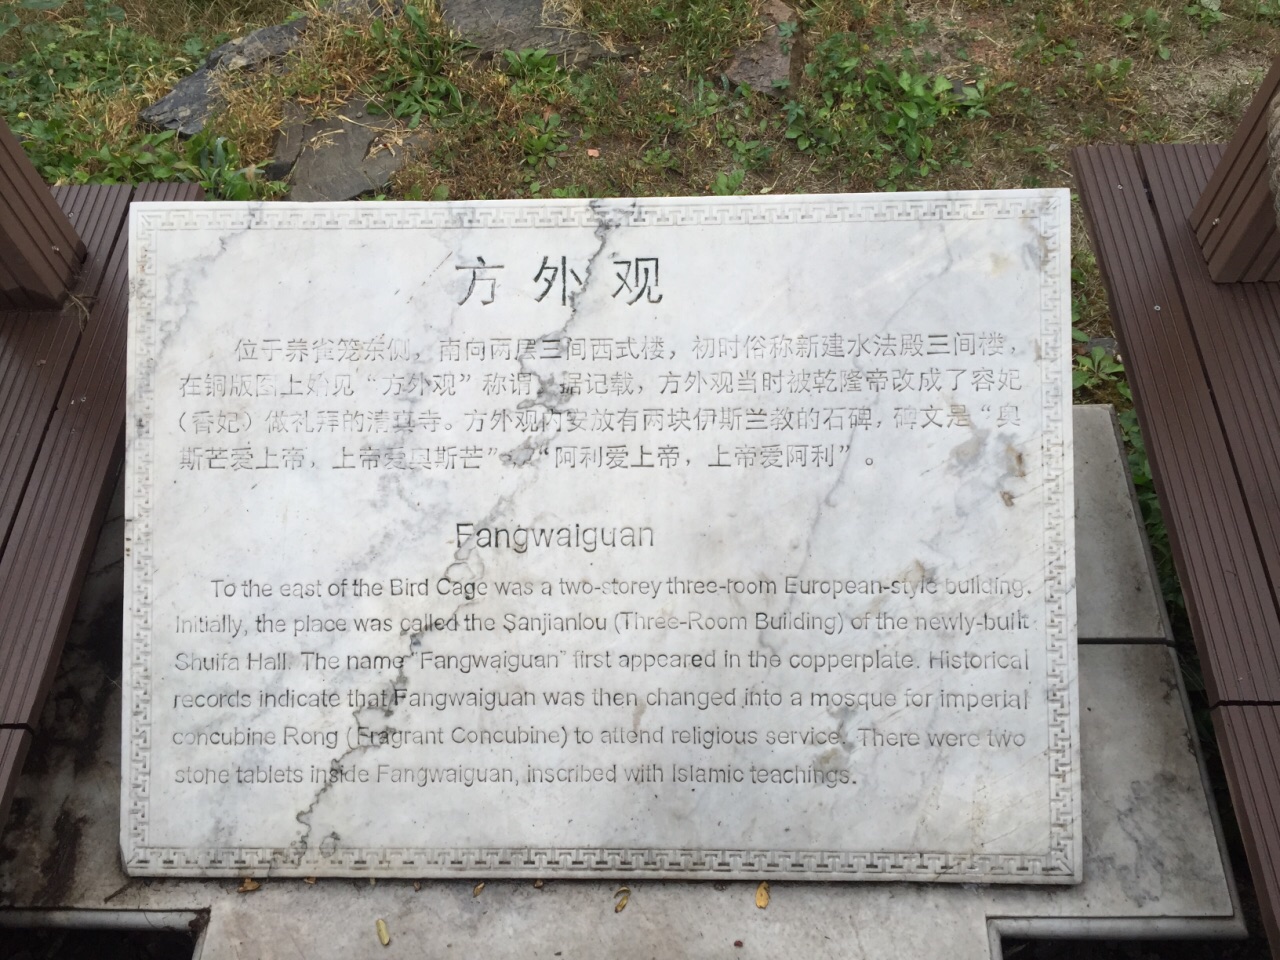 方外观
位于养雀笼东侧，南向两层三间西式楼，初时俗称新建水法殿三间楼，
在铜版图上始见“方外观”称谓，据记载，方外观当时被乾隆帝改成了容妃
（香妃）做礼拜的清真寺。方外观内安放有两块伊斯兰教的石碑，碑文是“奥
斯芒爱上帝，上帝爱奥斯芒”、“阿利爱上帝，上帝爱阿利”。
Fangwaiguan
To the east of the Bird Cage was a two-storey three-room European-style building.
Initially, the place was called the Sanjianlou (Three-Room Building) of the newly-built
Shuifa Hall. The name "Fangwaiguan" first appeared in the copperplate. Historical
records indicate that Fangwaiguan was then changed into a mosque for imperial
concubine Rong (Fragrant Concubine) to attend religious service. There were two
stone tablets inside Fangwaiguan, inscribed with Islamic teachings.